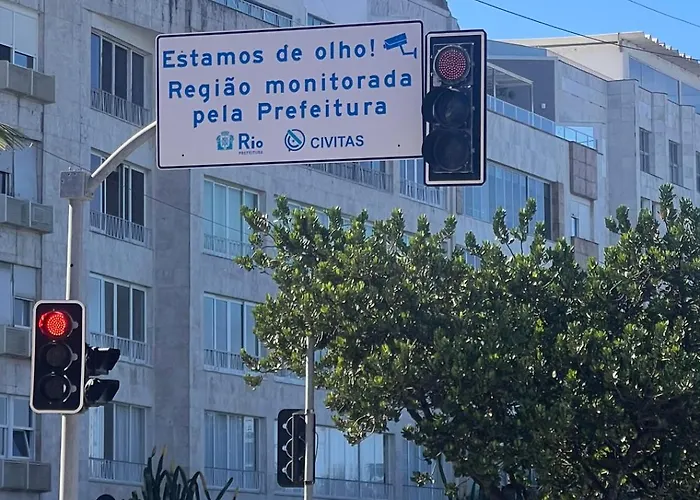 Estamos de olho!
Região monitorada
pela Prefeitura
Rio
PREFEITURA
CIVITAS